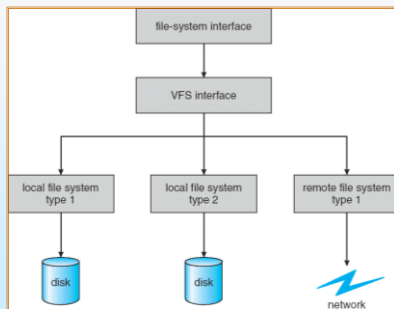 file-system interface
VFS interface
local file system
type 1
local file system
type 2
remote file system
type 1
disk
disk
network